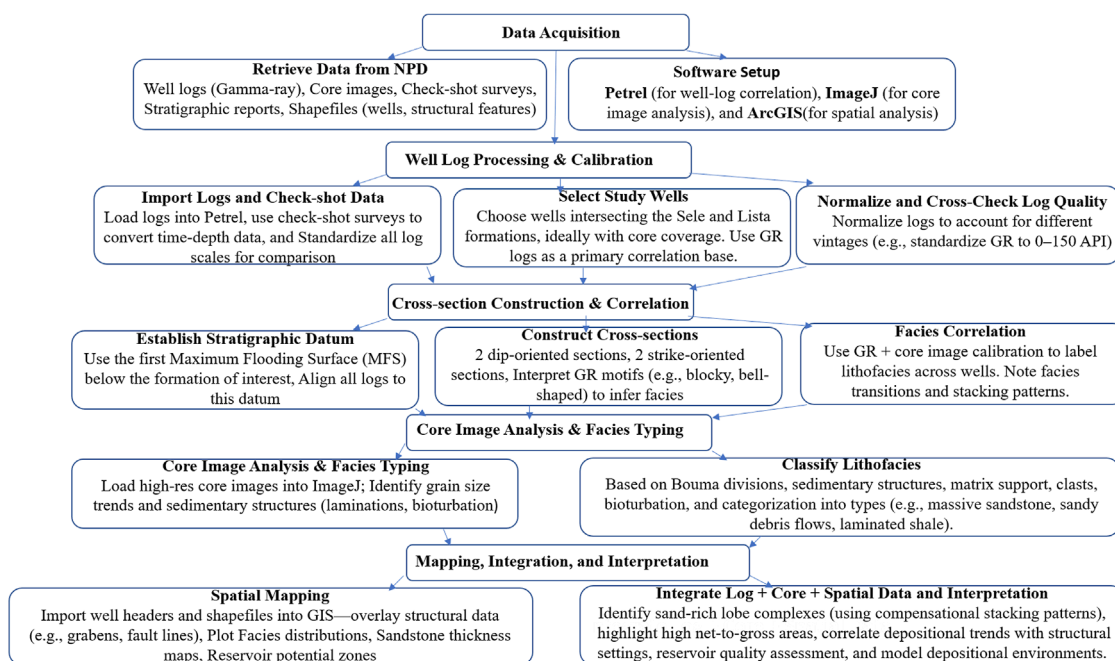 Data Acquisition
Retrieve Data from NPD
Well logs (Gamma-ray), Core images, Check-shot surveys,
Stratigraphic reports, Shapefiles (wells, structural features)
Software Setup
Petrel (for well-log correlation), ImageJ (for core
image analysis), and ArcGIS(for spatial analysis)
Well Log Processing & Calibration
Import Logs and Check-shot Data
Load logs into Petrel, use check-shot surveys to
convert time-depth data, and Standardize all log
scales for comparison
Select Study Wells
Choose wells intersecting the Sele and Lista
formations, ideally with core coverage. Use GR
logs as a primary correlation base.
Normalize and Cross-Check Log Quality
Normalize logs to account for different
vintages (e.g., standardize GR to 0–150 API)
Cross-section Construction & Correlation
Establish Stratigraphic Datum
Use the first Maximum Flooding Surface (MFS)
below the formation of interest, Align all logs to
this datum
Construct Cross-sections
2 dip-oriented sections, 2 strike-oriented
sections, Interpret GR motifs (e.g., blocky, bell-
shaped) to infer facies
Facies Correlation
Use GR + core image calibration to label
lithofacies across wells. Note facies
transitions and stacking patterns.
Core Image Analysis & Facies Typing
Core Image Analysis & Facies Typing
Load high-res core images into ImageJ; Identify grain size
trends and sedimentary structures (laminations, bioturbation)
Classify Lithofacies
Based on Bouma divisions, sedimentary structures, matrix support, clasts,
bioturbation, and categorization into types (e.g., massive sandstone, sandy
debris flows, laminated shale).
Mapping, Integration, and Interpretation
Spatial Mapping
Import well headers and shapefiles into GIS—overlay structural data
(e.g., grabens, fault lines), Plot Facies distributions, Sandstone thickness
maps, Reservoir potential zones
Integrate Log + Core + Spatial Data and Interpretation
Identify sand-rich lobe complexes (using compensational stacking patterns),
highlight high net-to-gross areas, correlate depositional trends with structural
settings, reservoir quality assessment, and model depositional environments.